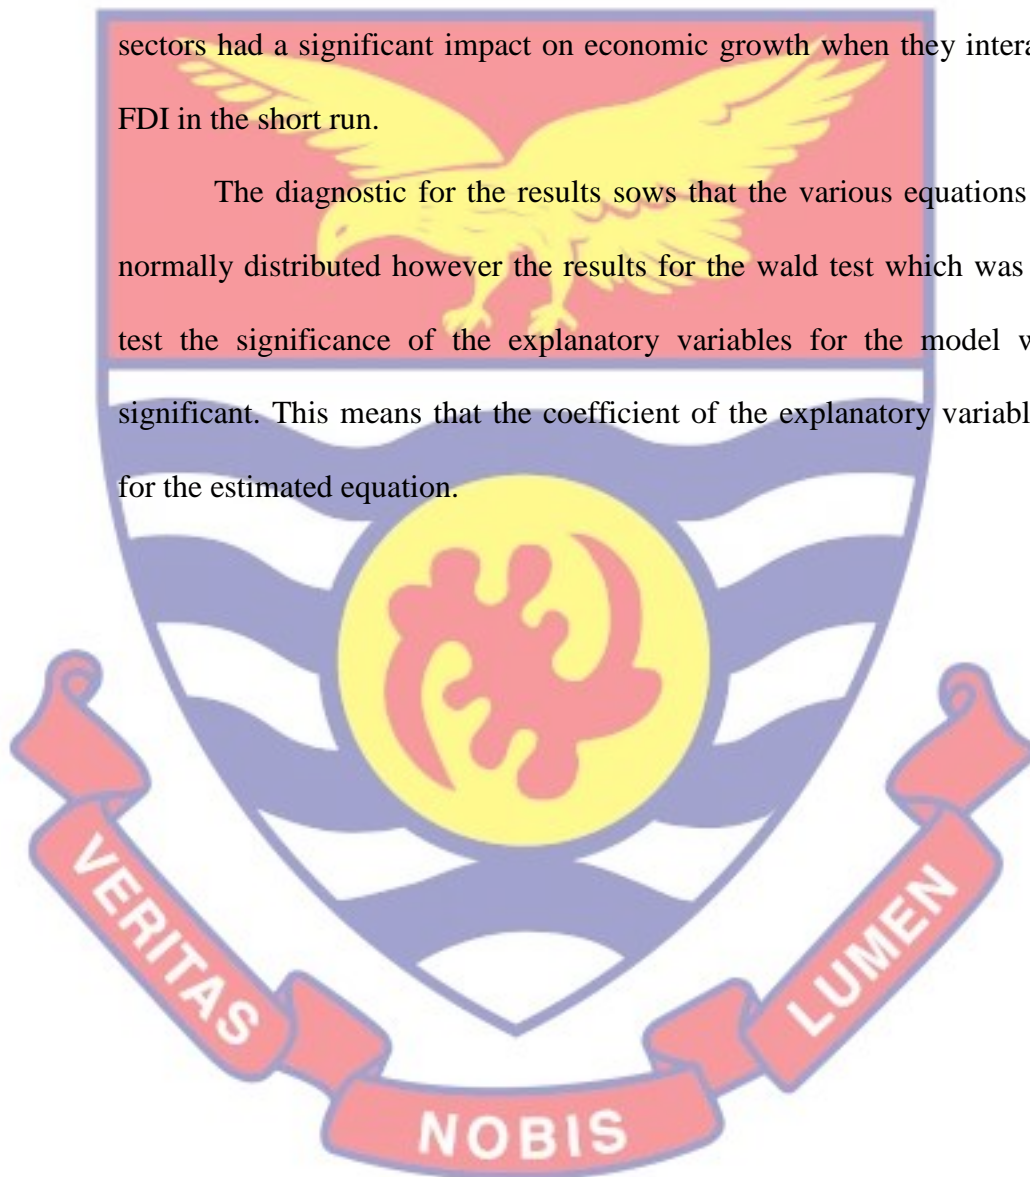 sectors had a significant impact on economic growth when they
FDI in the short run.
The diagnostic for the results sows that the various equations
normally distributed however the results for the wald test which was
test the significance of the explanatory variables for the model
significant. This means that the coefficient of the explanatory
for the estimated equation.
VERITAS
NOBIS
LUMEN